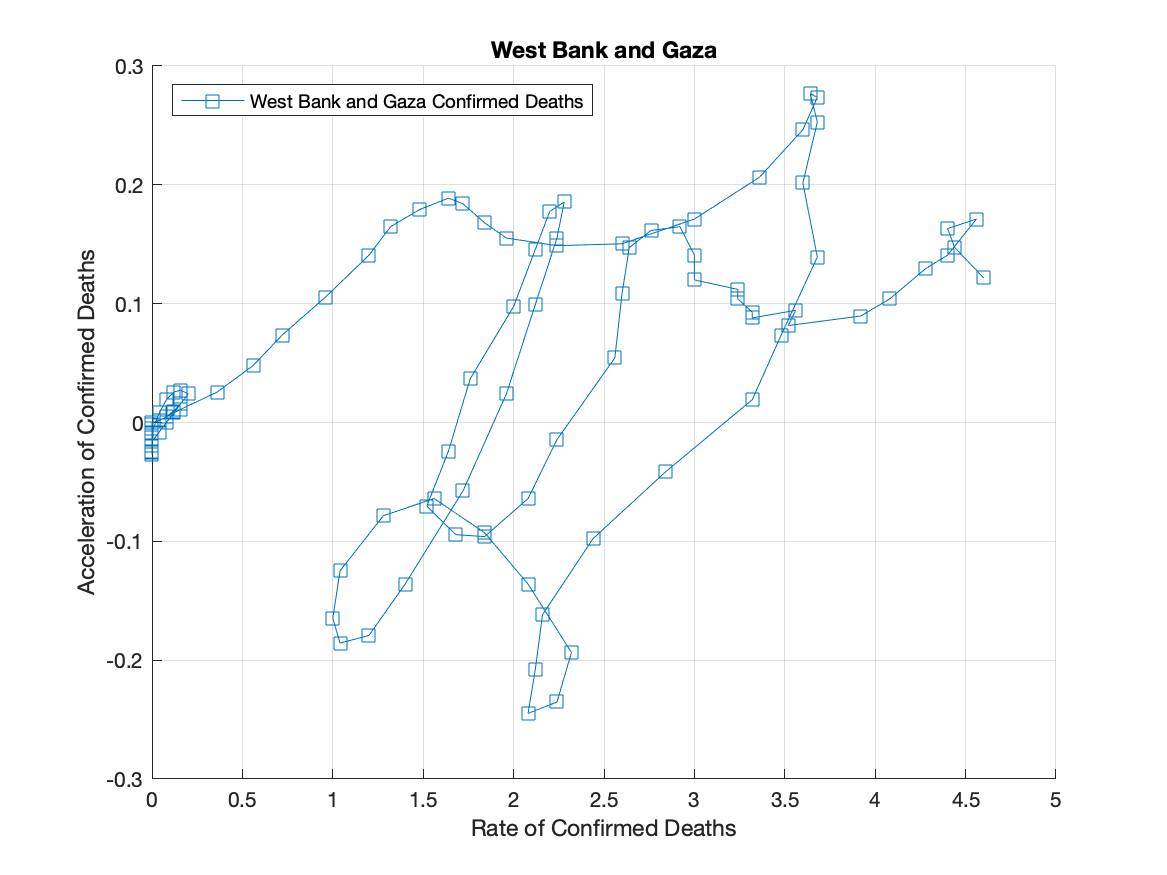 West Bank and Gaza
0.3
West Bank and Gaza Confirmed Deaths
0.2
0.1
0
-0.1
-0.2
-0.3
Acceleration of Confirmed Deaths
0 0.5 1 1.5 2 2.5 3 3.5 4 4.5 5
Rate of Confirmed Deaths